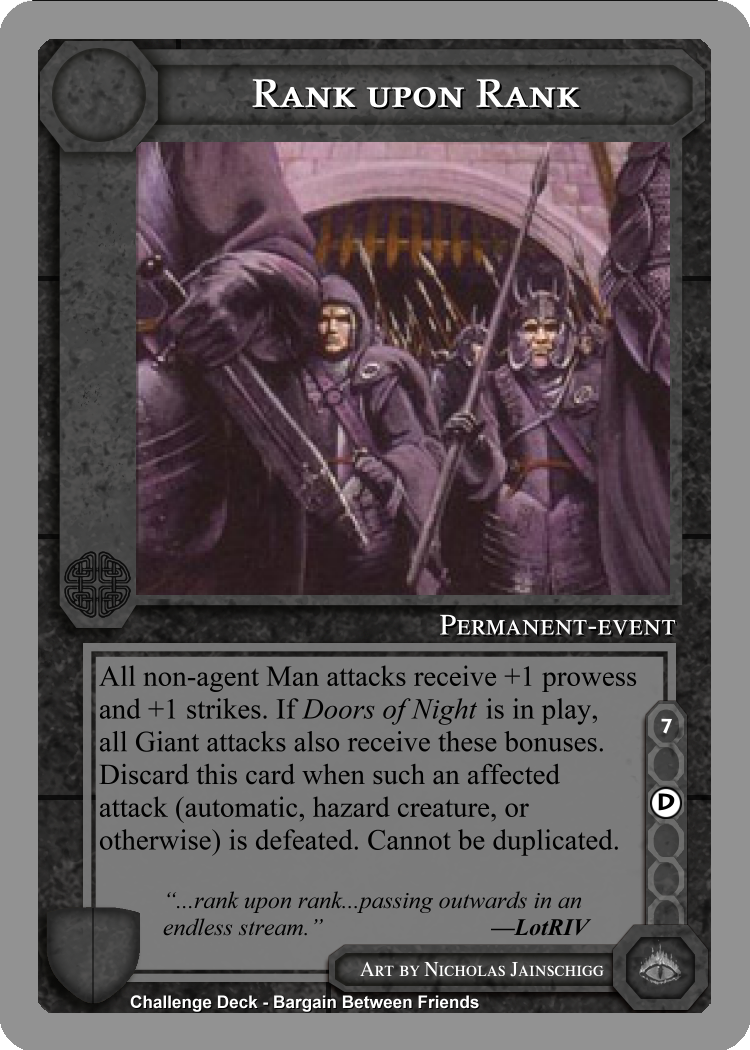 Rank upon Rank
Permanent-event
All non-agent Man attacks receive +1 prowess
and +1 strikes. If Doors of Night is in play,
all Giant attacks also receive these bonuses.
Discard this card when such an affected
attack (automatic, hazard creature, or
otherwise) is defeated. Cannot be duplicated.
7
D
“...rank upon rank...passing outwards in an
endless stream.” —LotRIV
Art by Nicholas Jainschigg
Challenge Deck - Bargain Between Friends